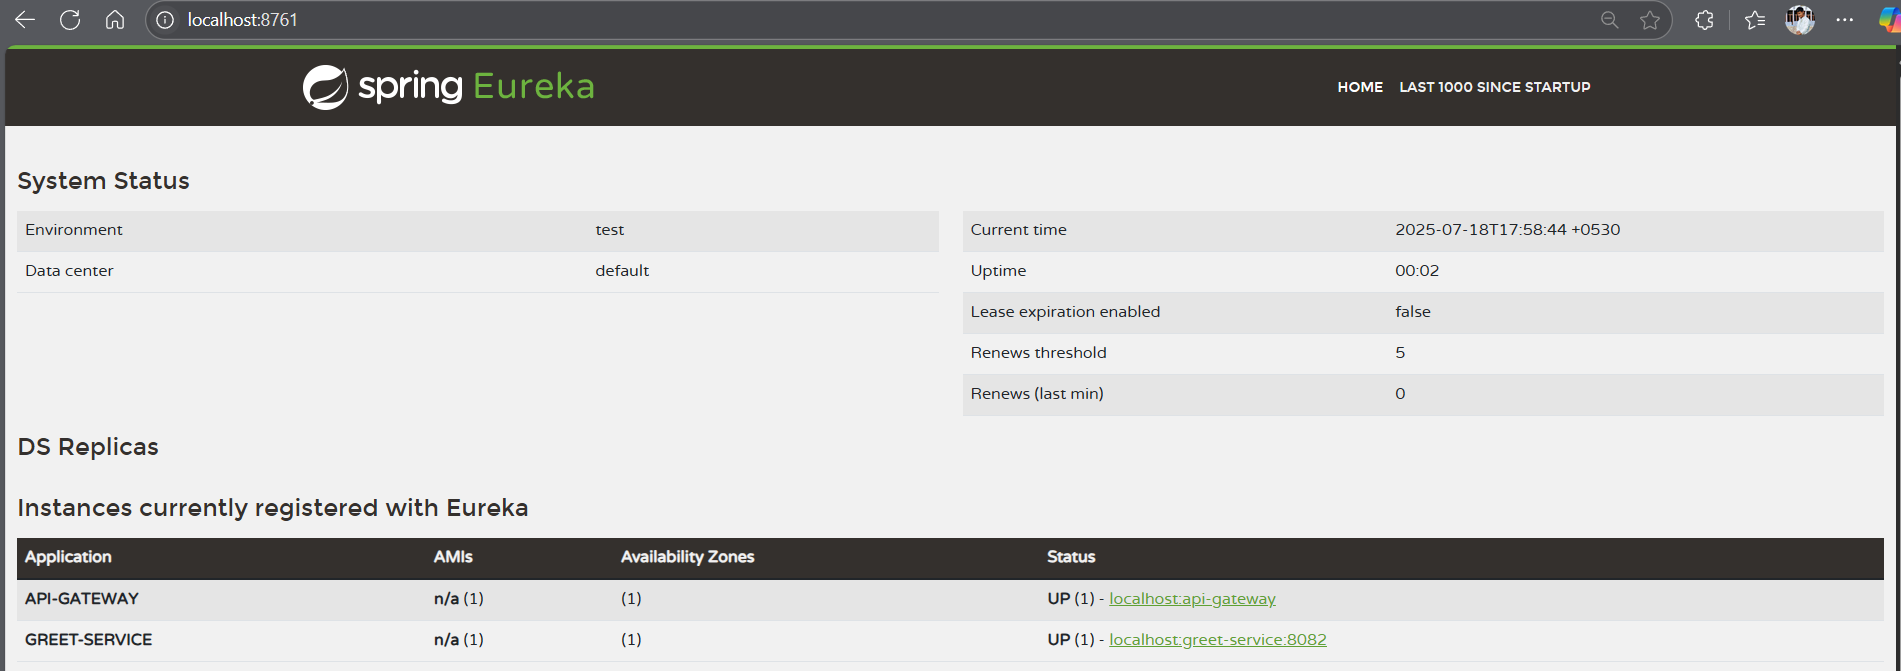 localhost:8761
spring Eureka
HOME LAST 1000 SINCE STARTUP
System Status
Environment test
Data center default
Current time 2025-07-18T17:58:44 +0530
Uptime 00:02
Lease expiration enabled false
Renews threshold 5
Renews (last min) 0
DS Replicas
Instances currently registered with Eureka
Application AMIs Availability Zones Status
API-GATEWAY n/a (1) (1) UP (1) - localhost:api-gateway
GREET-SERVICE n/a (1) (1) UP (1) - localhost:greet-service:8082